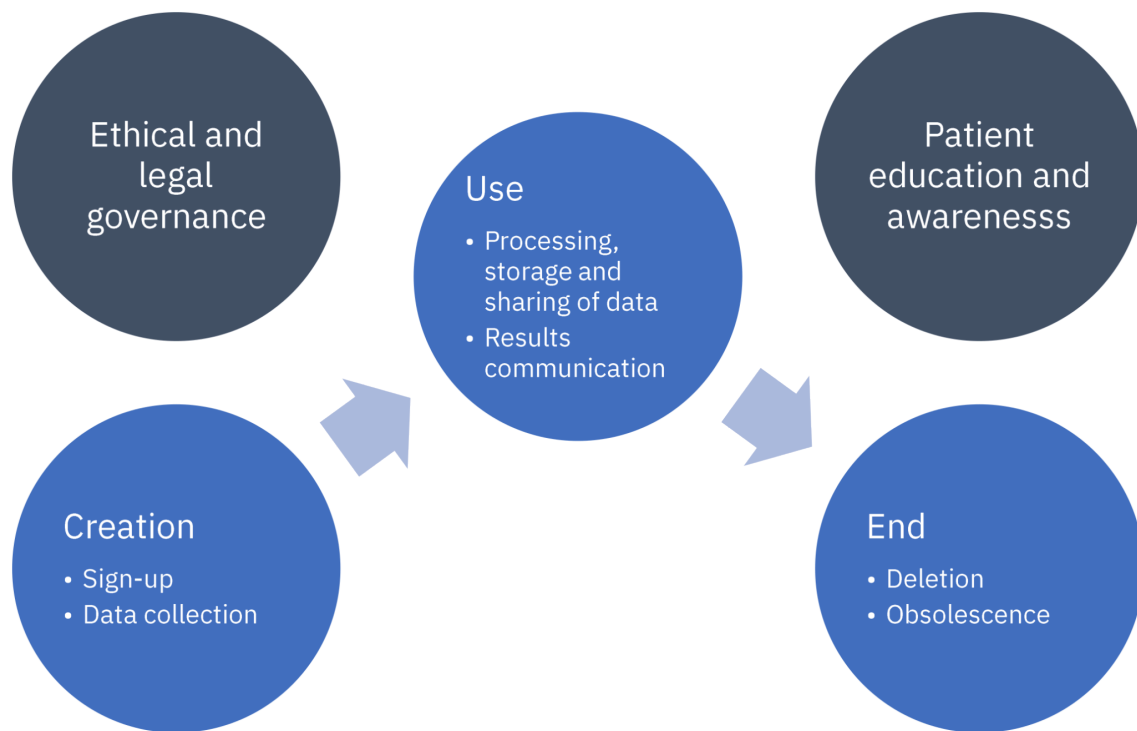 Ethical and
legal
governance
Patient
education and
awarenesss
Use
• Processing,
storage and
sharing of data
• Results
communication
Creation
• Sign-up
• Data collection
End
• Deletion
• Obsolescence